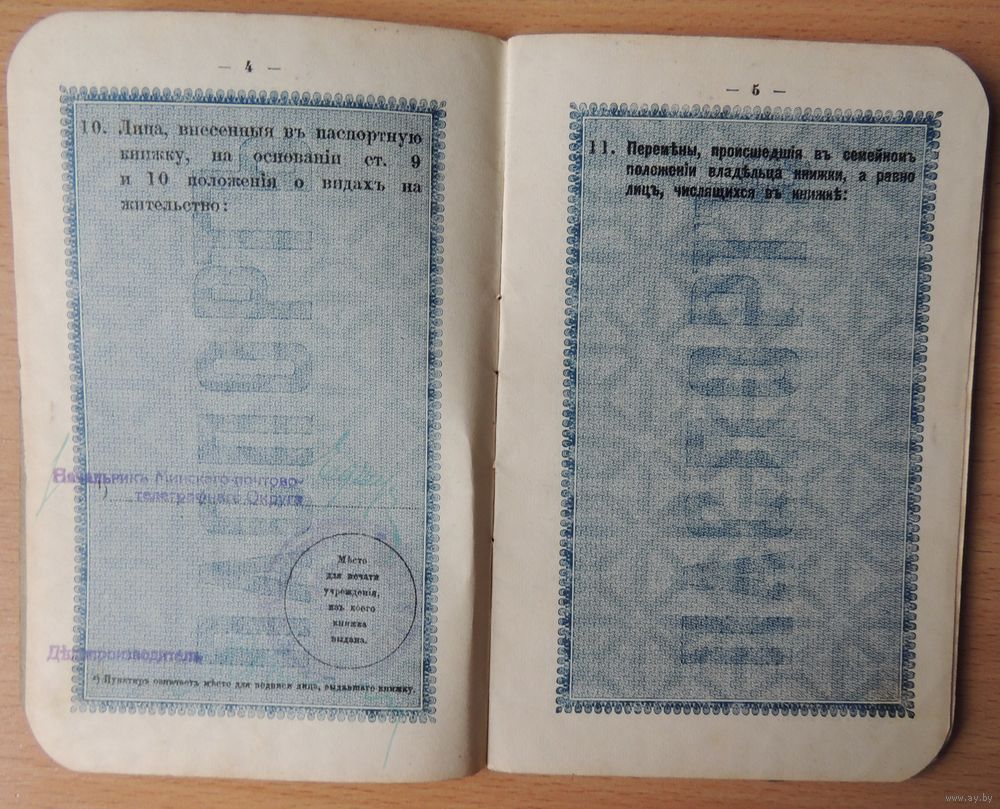 — 4 —
10. Лица, внесенныя въ паспортную
книжку, на основаніи ст. 9
и 10 положенія о видахъ на
жительство:
Начальникъ Минскаго почтово-
телеграфнаго Округа
*)
Мѣсто
для печати
учрежденія,
изъ коего
книжка
выдана.
Дѣлопроизводитель
*) Пунктиръ означаетъ мѣсто для подписи лица, выдавшаго книжку.
ПАСПОРТ
— 5 —
11. Перемѣны, происшедшія въ семейномъ
положеніи владѣльца книжки, а равно
лицъ, числящихся въ книжкѣ:
ПАСПОРТ
www.ay.by